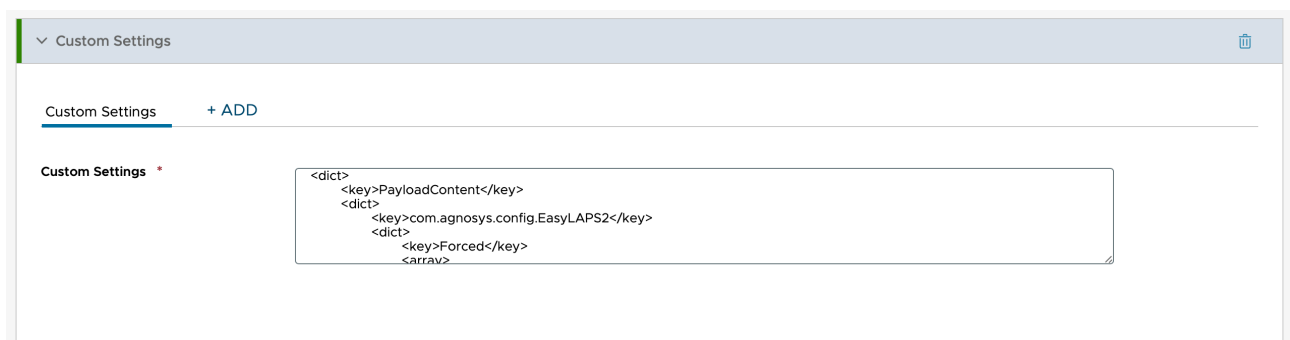 Custom Settings
Custom Settings + ADD
Custom Settings *
<dict>
<key>PayloadContent</key>
<dict>
<key>com.agnosys.config.EasyLAPS2</key>
<dict>
<key>Forced</key>
<array>